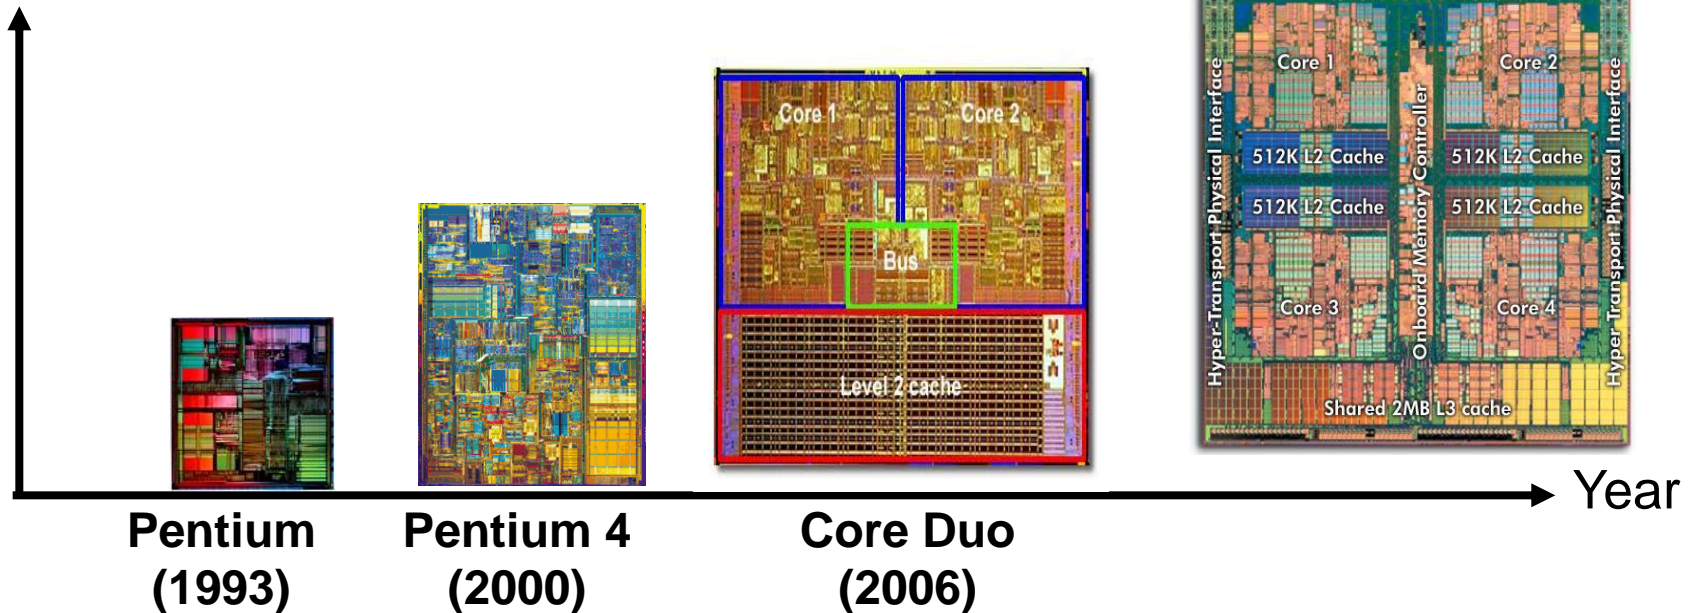 Core 1
Core 2
Bus
Level 2 cache
Hyper-Transport Physical Interface
Core 1
Core 2
512K L2 Cache
512K L2 Cache
512K L2 Cache
512K L2 Cache
Onboard Memory Controller
Core 3
Core 4
Hyper Transport Physical Interface
Shared 2MB L3 cache
Year
Pentium
(1993)
Pentium 4
(2000)
Core Duo
(2006)